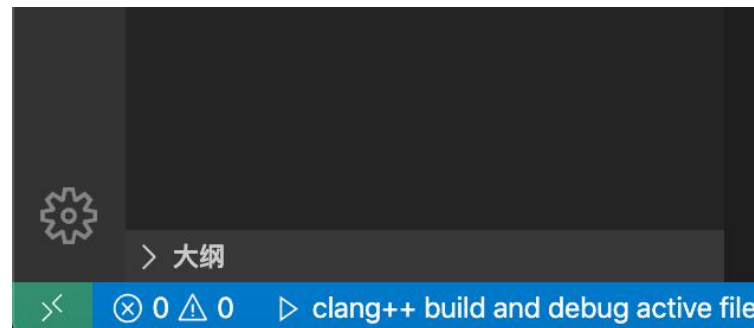 大纲
0 0 clang++ build and debug active file